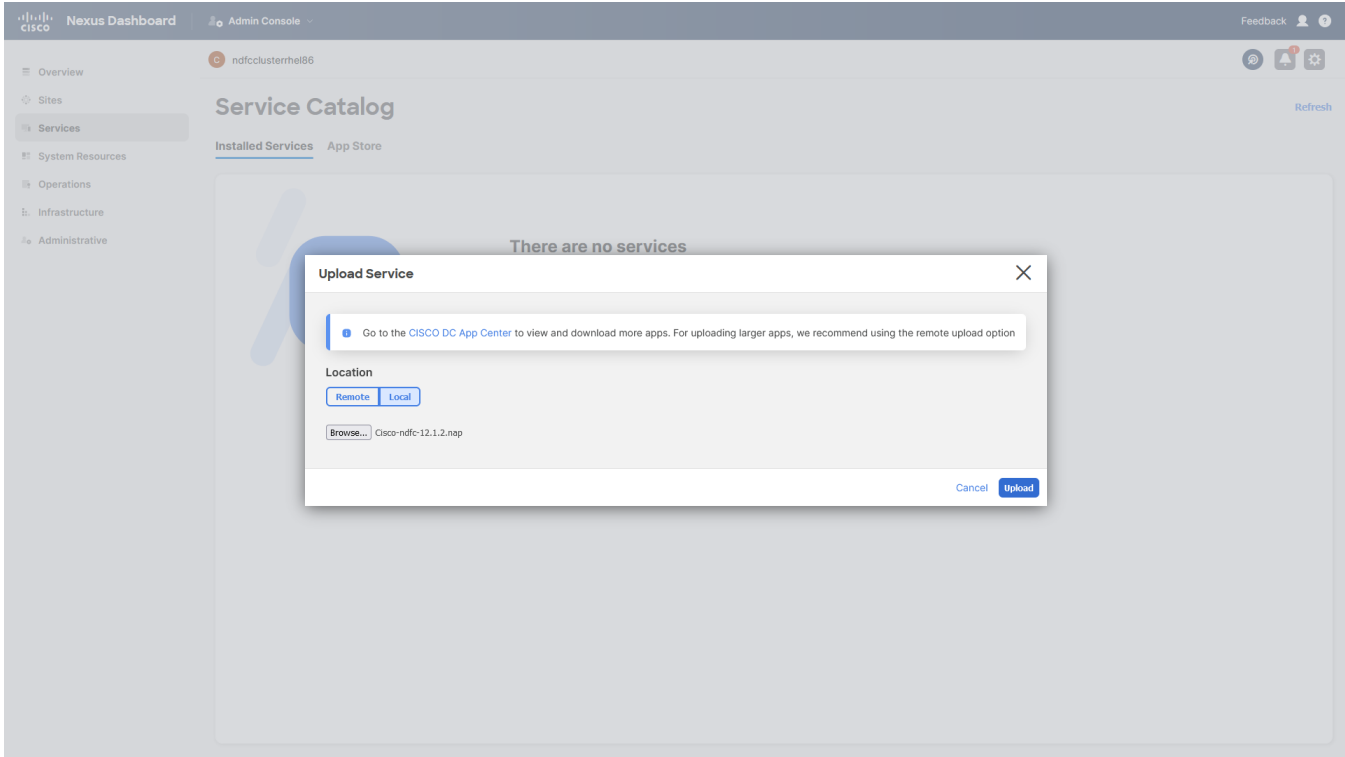 CISCO
Nexus Dashboard
Admin Console
Feedback
?
C
ndfcclusterrhel86
1
Overview
Sites
Services
System Resources
Operations
Infrastructure
Administrative
Service Catalog
Refresh
Installed Services App Store
There are no services
Upload Service
Go to the CISCO DC App Center to view and download more apps. For uploading larger apps, we recommend using the remote upload option
Location
Remote Local
Browse... Cisco-ndfc-12.1.2.nap
Cancel Upload